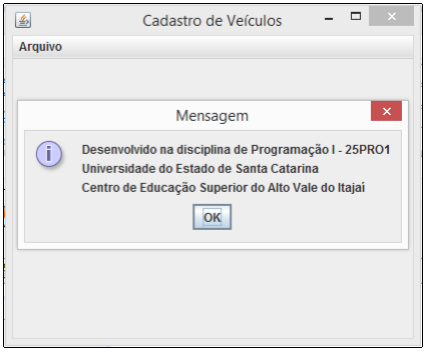 Cadastro de Veículos
Arquivo
Mensagem
Desenvolvido na disciplina de Programação I - 25PRO1
Universidade do Estado de Santa Catarina
Centro de Educação Superior do Alto Vale do Itajaí
OK